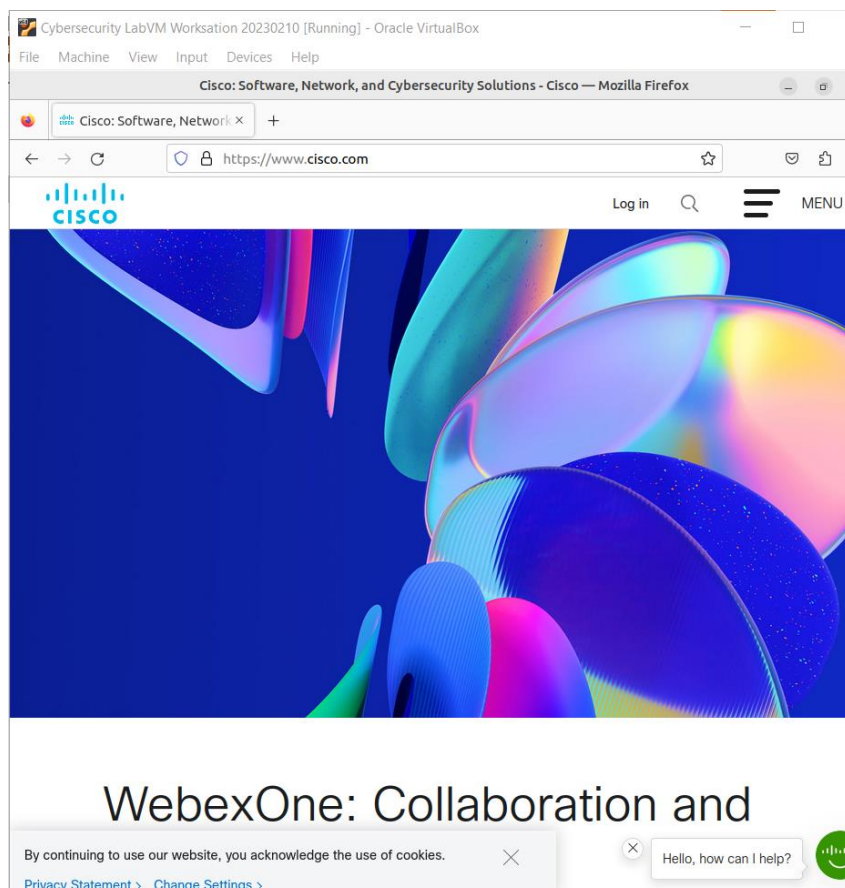 Cybersecurity LabVM Worksation 20230210 [Running] - Oracle VirtualBox
File Machine View Input Devices Help
Cisco: Software, Network, and Cybersecurity Solutions - Cisco — Mozilla Firefox
Cisco: Software, Network
https://www.cisco.com
CISCO
Log in
MENU
WebexOne: Collaboration and
By continuing to use our website, you acknowledge the use of cookies.
Privacy Statement > Change Settings >
Hello, how can I help?